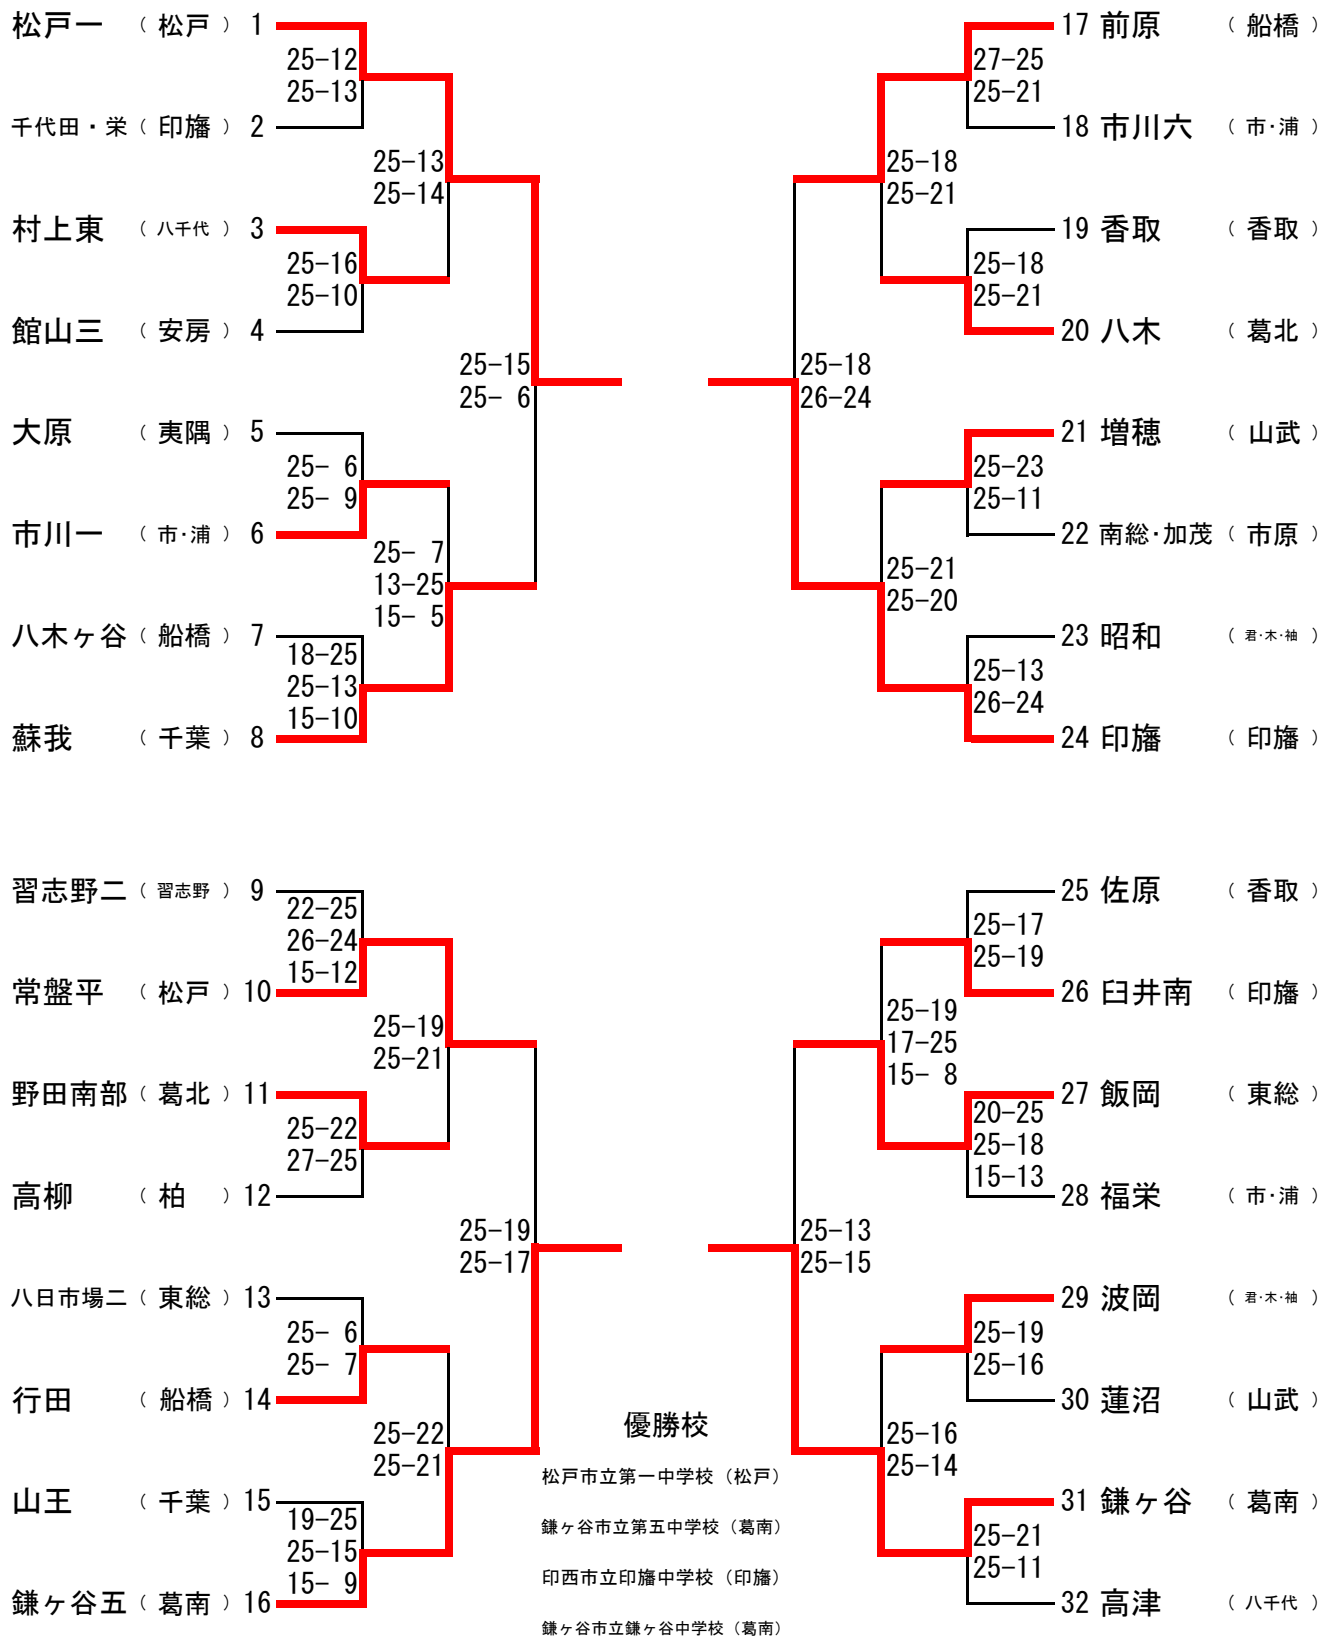 松戸一 （ 松戸 ） 1
25-12
25-13
千代田・栄 （ 印旛 ） 2
25-13
25-14
村上東 （ 八千代 ） 3
25-16
25-10
館山三 （ 安房 ） 4
25-15
25- 6
大原 （ 夷隅 ） 5
25- 6
25- 9
市川一 （ 市･浦 ） 6
25- 7
13-25
15- 5
八木ヶ谷 （ 船橋 ） 7
18-25
25-13
15-10
蘇我 （ 千葉 ） 8
習志野二 （ 習志野 ） 9
22-25
26-24
15-12
常盤平 （ 松戸 ） 10
25-19
25-21
野田南部 （ 葛北 ） 11
25-22
27-25
高柳 （ 柏 ） 12
25-19
25-17
八日市場二 （ 東総 ） 13
25- 6
25- 7
行田 （ 船橋 ） 14
25-22
25-21
山王 （ 千葉 ） 15
19-25
25-15
15- 9
鎌ヶ谷五 （ 葛南 ） 16
17 前原 （ 船橋 ）
27-25
25-21
18 市川六 （ 市･浦 ）
25-18
25-21
19 香取 （ 香取 ）
25-18
25-21
20 八木 （ 葛北 ）
25-18
26-24
21 増穂 （ 山武 ）
25-23
25-11
22 南総･加茂 （ 市原 ）
25-21
25-20
23 昭和 （ 君･木･袖 ）
25-13
26-24
24 印旛 （ 印旛 ）
25 佐原 （ 香取 ）
25-17
25-19
26 臼井南 （ 印旛 ）
25-19
17-25
15- 8
27 飯岡 （ 東総 ）
20-25
25-18
15-13
28 福栄 （ 市･浦 ）
25-13
25-15
29 波岡 （ 君･木･袖 ）
25-19
25-16
30 蓮沼 （ 山武 ）
25-16
25-14
31 鎌ヶ谷 （ 葛南 ）
25-21
25-11
32 高津 （ 八千代 ）
優勝校
松戸市立第一中学校（松戸）
鎌ヶ谷市立第五中学校（葛南）
印西市立印旛中学校（印旛）
鎌ヶ谷市立鎌ヶ谷中学校（葛南）